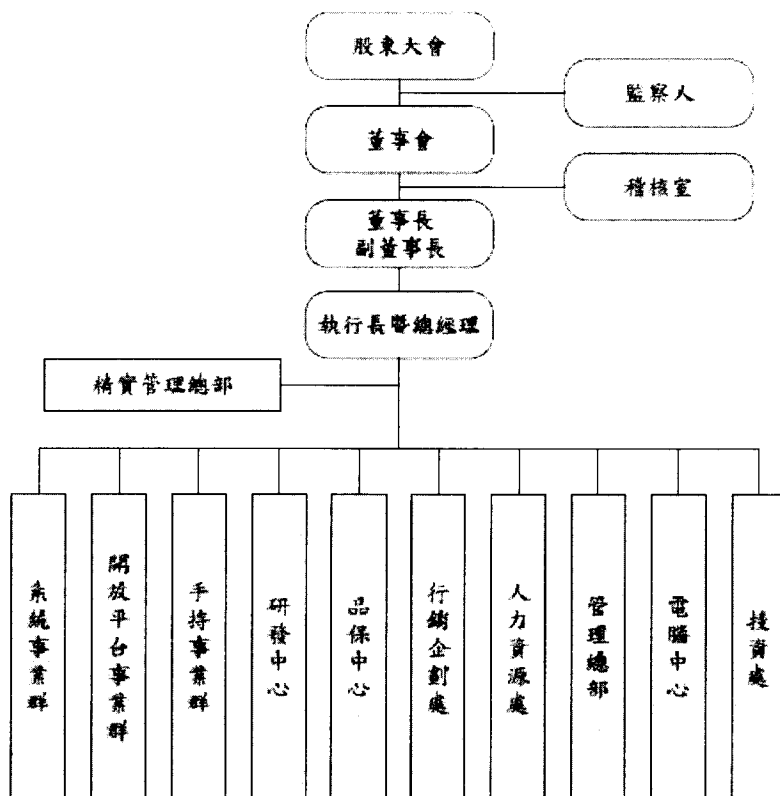 股東大會
監察人
董事會
稽核室
董事長
副董事長
執行長暨總經理
精實管理總部
系統事業群
開放平台事業群
手持事業群
研發中心
品保中心
行銷企劃處
人力資源處
管理總部
電腦中心
投資處